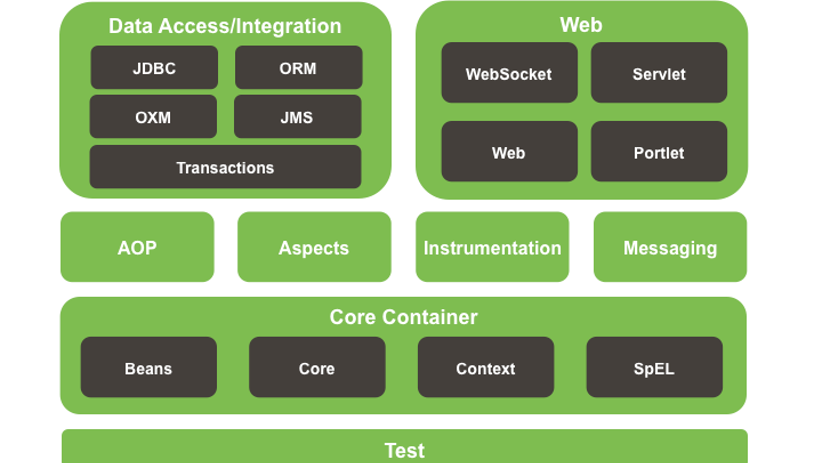 Data Access/Integration
JDBC
ORM
OXM
JMS
Transactions
Web
WebSocket
Servlet
Web
Portlet
AOP
Aspects
Instrumentation
Messaging
Core Container
Beans
Core
Context
SpEL
Test